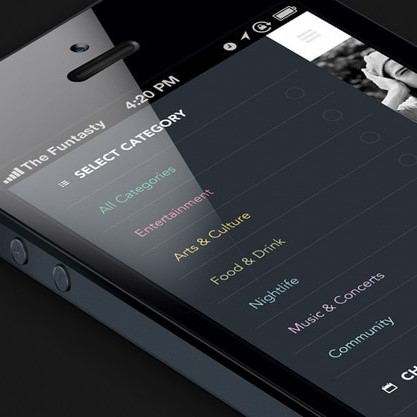 The Funtasty 4:20 PM
SELECT CATEGORY
All Categories
Entertainment
Arts & Culture
Food & Drink
Nightlife
Music & Concerts
Community
CH